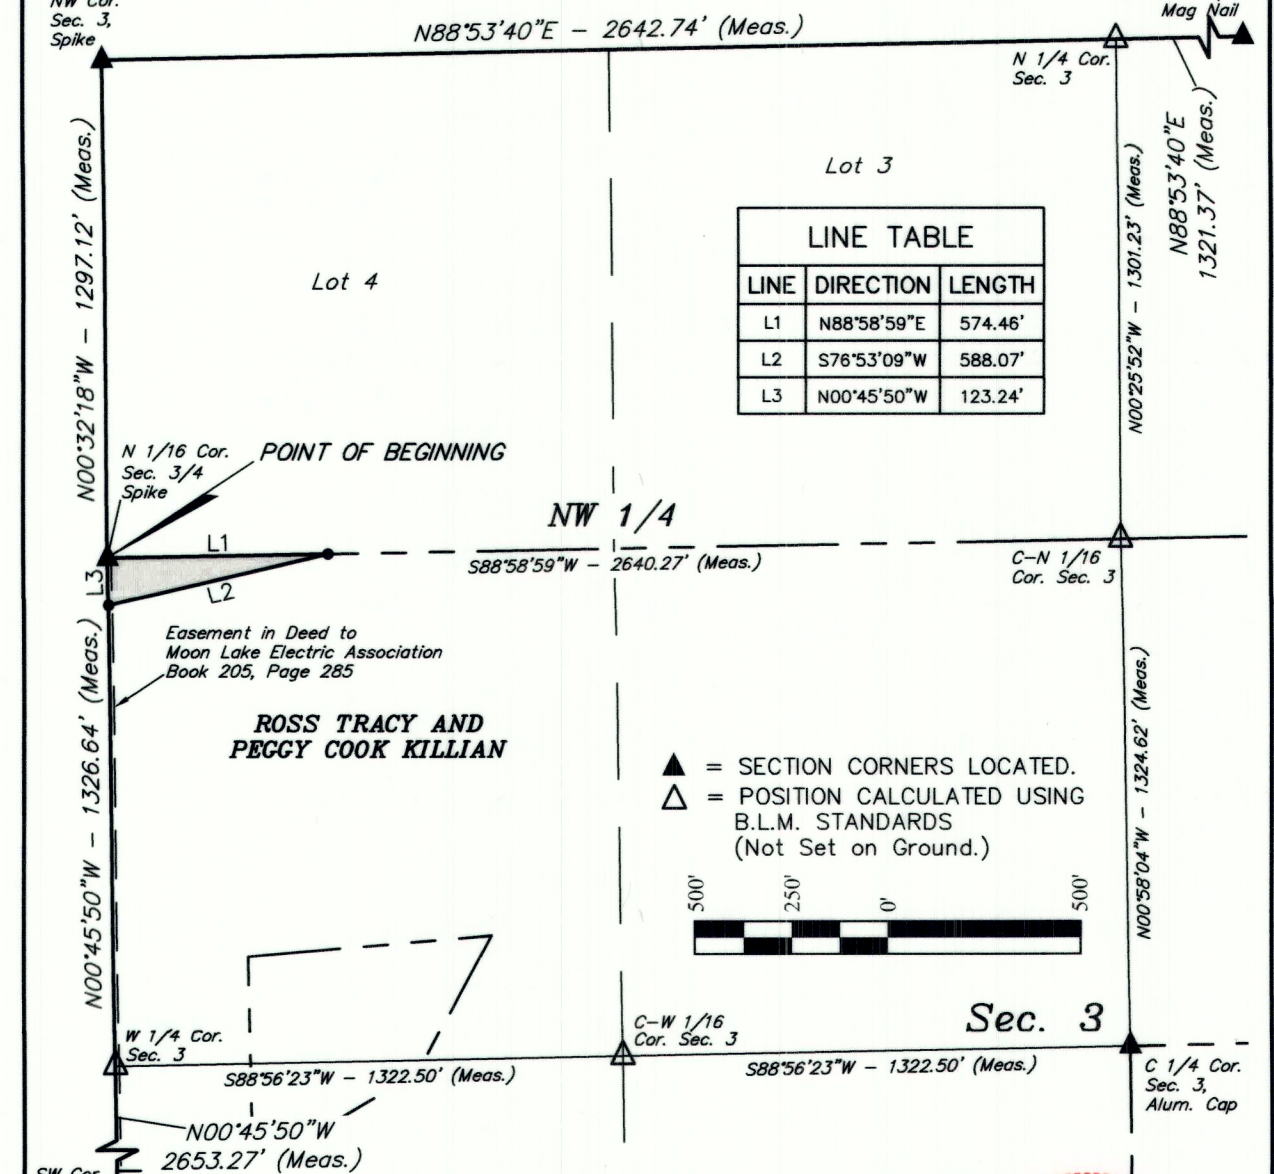 NW Cor.
Sec. 3,
Spike
N88°53'40"E - 2642.74' (Meas.)
Mag Nail
N 1/4 Cor.
Sec. 3
N88°53'40"E
1321.37' (Meas.)
N00°32'18"W - 1297.12' (Meas.)
Lot 4
Lot 3
N00°25'52"W - 1301.23' (Meas.)
LINE TABLE
LINE DIRECTION LENGTH
L1 N88°58'59"E 574.46'
L2 S76°53'09"W 588.07'
L3 N00°45'50"W 123.24'
N 1/16 Cor.
Sec. 3/4
Spike
POINT OF BEGINNING
NW 1/4
L1
L2
L3
S88°58'59"W - 2640.27' (Meas.)
C-N 1/16
Cor. Sec. 3
Easement in Deed to
Moon Lake Electric Association
Book 205, Page 285
N00°45'50"W - 1326.64' (Meas.)
ROSS TRACY AND
PEGGY COOK KILLIAN
N00°58'04"W - 1324.62' (Meas.)
= SECTION CORNERS LOCATED.
= POSITION CALCULATED USING
B.L.M. STANDARDS
(Not Set on Ground.)
500' 250' 0' 500'
Sec. 3
W 1/4 Cor.
Sec. 3
C-W 1/16
Cor. Sec. 3
S88°56'23"W - 1322.50' (Meas.)
S88°56'23"W - 1322.50' (Meas.)
C 1/4 Cor.
Sec. 3,
Alum. Cap
N00°45'50"W
2653.27' (Meas.)
SW Cor.